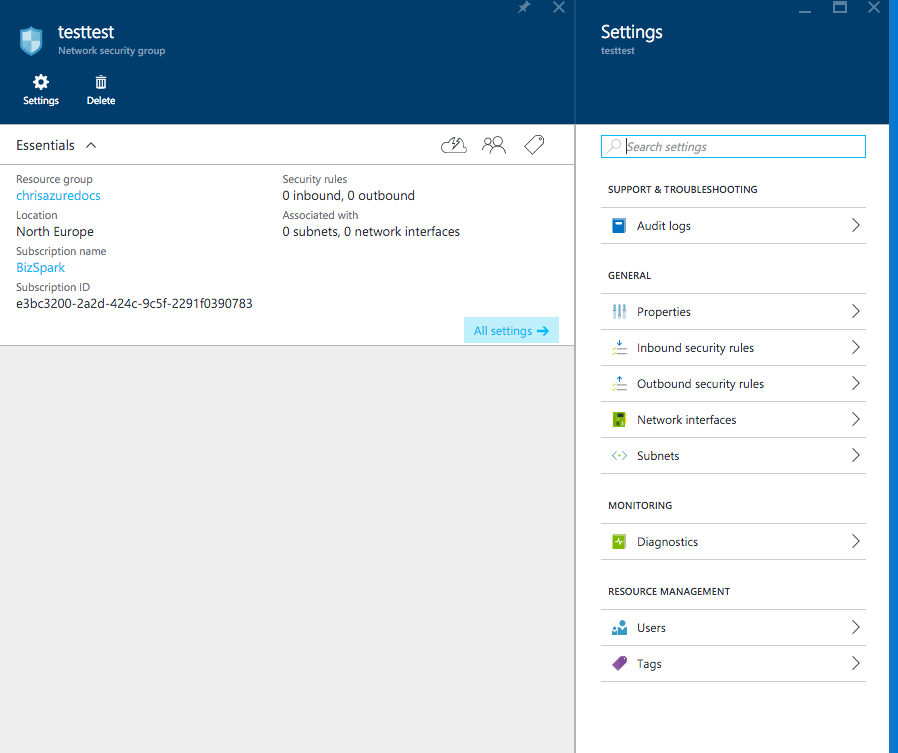 testtest
Network security group
Settings
Delete
Essentials
Resource group
chrisazuredocs
Location
North Europe
Subscription name
BizSpark
Subscription ID
e3bc3200-2a2d-424c-9c5f-2291f0390783
Security rules
0 inbound, 0 outbound
Associated with
0 subnets, 0 network interfaces
All settings
Settings
testtest
Search settings
SUPPORT & TROUBLESHOOTING
Audit logs
GENERAL
Properties
Inbound security rules
Outbound security rules
Network interfaces
Subnets
MONITORING
Diagnostics
RESOURCE MANAGEMENT
Users
Tags